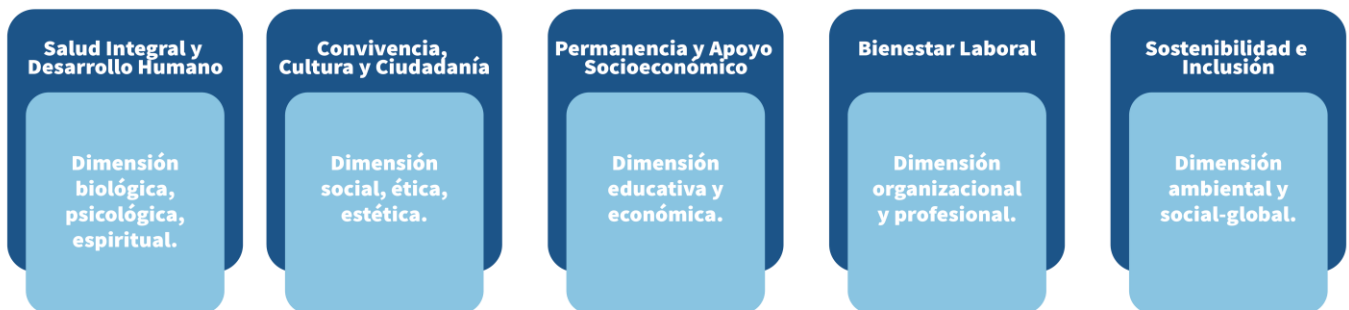 Salud Integral y
Desarrollo Humano
Dimensión
biológica,
psicológica,
espiritual.
Convivencia,
Cultura y Ciudadanía
Dimensión
social, ética,
estética.
Permanencia y Apoyo
Socioeconómico
Dimensión
educativa y
económica.
Bienestar Laboral
Dimensión
organizacional
y profesional.
Sostenibilidad e
Inclusión
Dimensión
ambiental y
social-global.